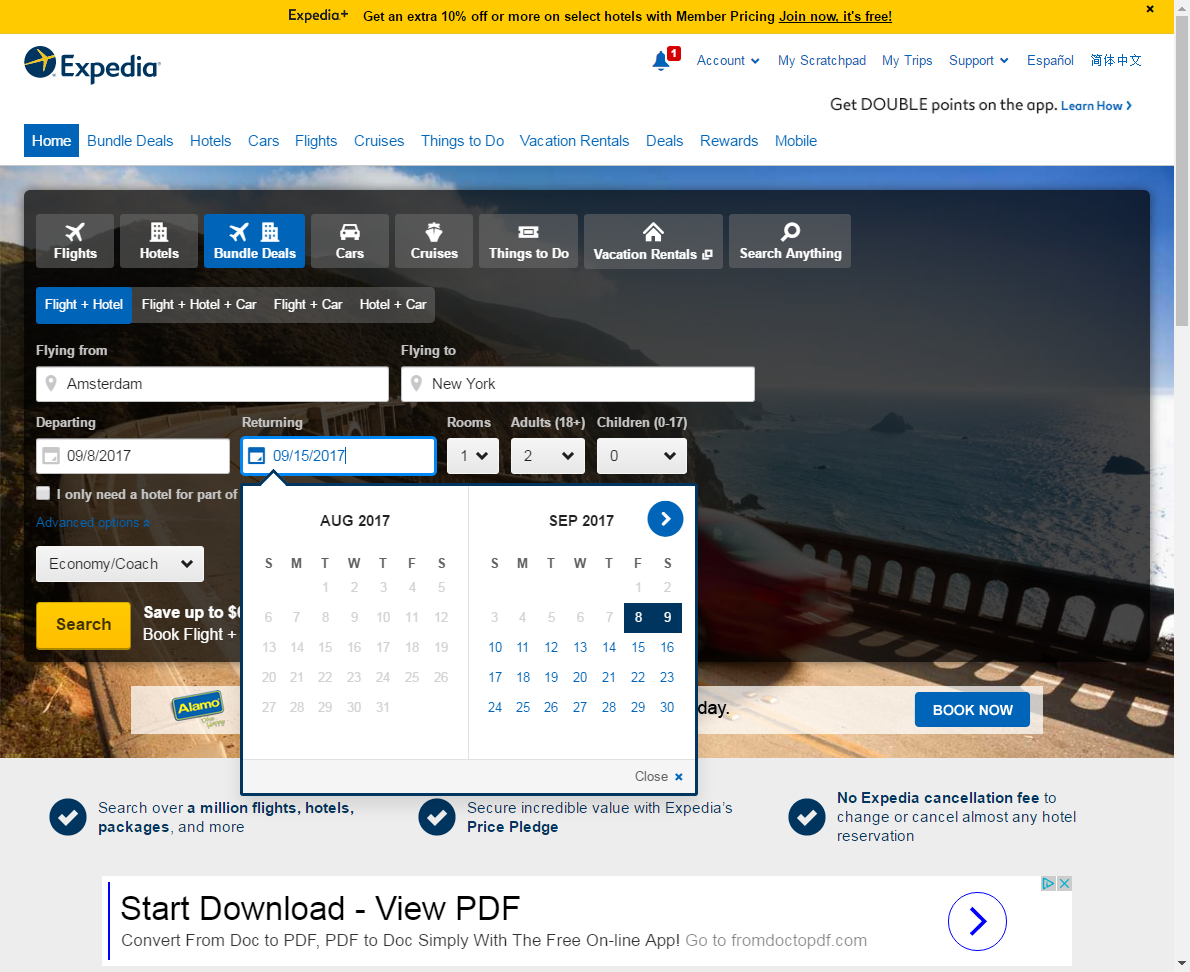 Expedia+ Get an extra 10% off or more on select hotels with Member Pricing Join now, it's free!
Expedia
1
Account My Scratchpad My Trips Support Español 简体中文
Get DOUBLE points on the app. Learn How
Home Bundle Deals Hotels Cars Flights Cruises Things to Do Vacation Rentals Deals Rewards Mobile
Flights Hotels Bundle Deals Cars Cruises Things to Do Vacation Rentals Search Anything
Flight + Hotel Flight + Hotel + Car Flight + Car Hotel + Car
Flying from Flying to
Amsterdam New York
Departing Returning Rooms Adults (18+) Children (0-17)
09/8/2017 09/15/2017 1 2 0
I only need a hotel for part of
Advanced options
Economy/Coach
Search
Save up to $
Book Flight +
AUG 2017
S M T W T F S
1 2 3 4 5
6 7 8 9 10 11 12
13 14 15 16 17 18 19
20 21 22 23 24 25 26
27 28 29 30 31
SEP 2017
S M T W T F S
1 2
3 4 5 6 7 8 9
10 11 12 13 14 15 16
17 18 19 20 21 22 23
24 25 26 27 28 29 30
Close
Alamo
day.
BOOK NOW
Search over a million flights, hotels,
packages, and more
Secure incredible value with Expedia's
Price Pledge
No Expedia cancellation fee to
change or cancel almost any hotel
reservation
Start Download - View PDF
Convert From Doc to PDF, PDF to Doc Simply With The Free On-line App! Go to fromdoctopdf.com